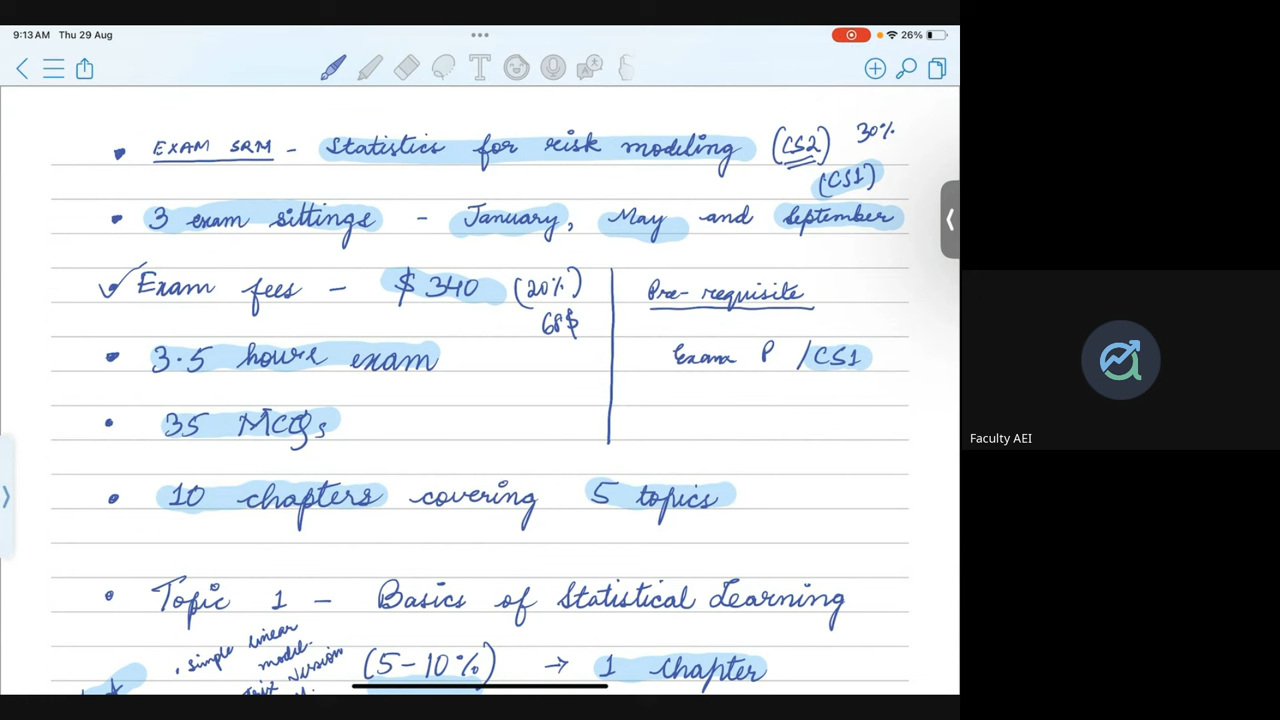 9:13 AM Thu 29 Aug
26%
• EXAM SRM - Statistics for risk modeling (CS2) 30%
(CS1)
• 3 exam sittings - January, May and September
Exam fees - $ 340 (20%)
68$
Pre-requisite
• 3.5 hours exam
Exam P / CS1
• 35 MCQs
• 10 chapters covering 5 topics
• Topic 1 - Basics of Statistical Learning
• simple linear
model.
version
(5-10%) → 1 chapter
Faculty AEI